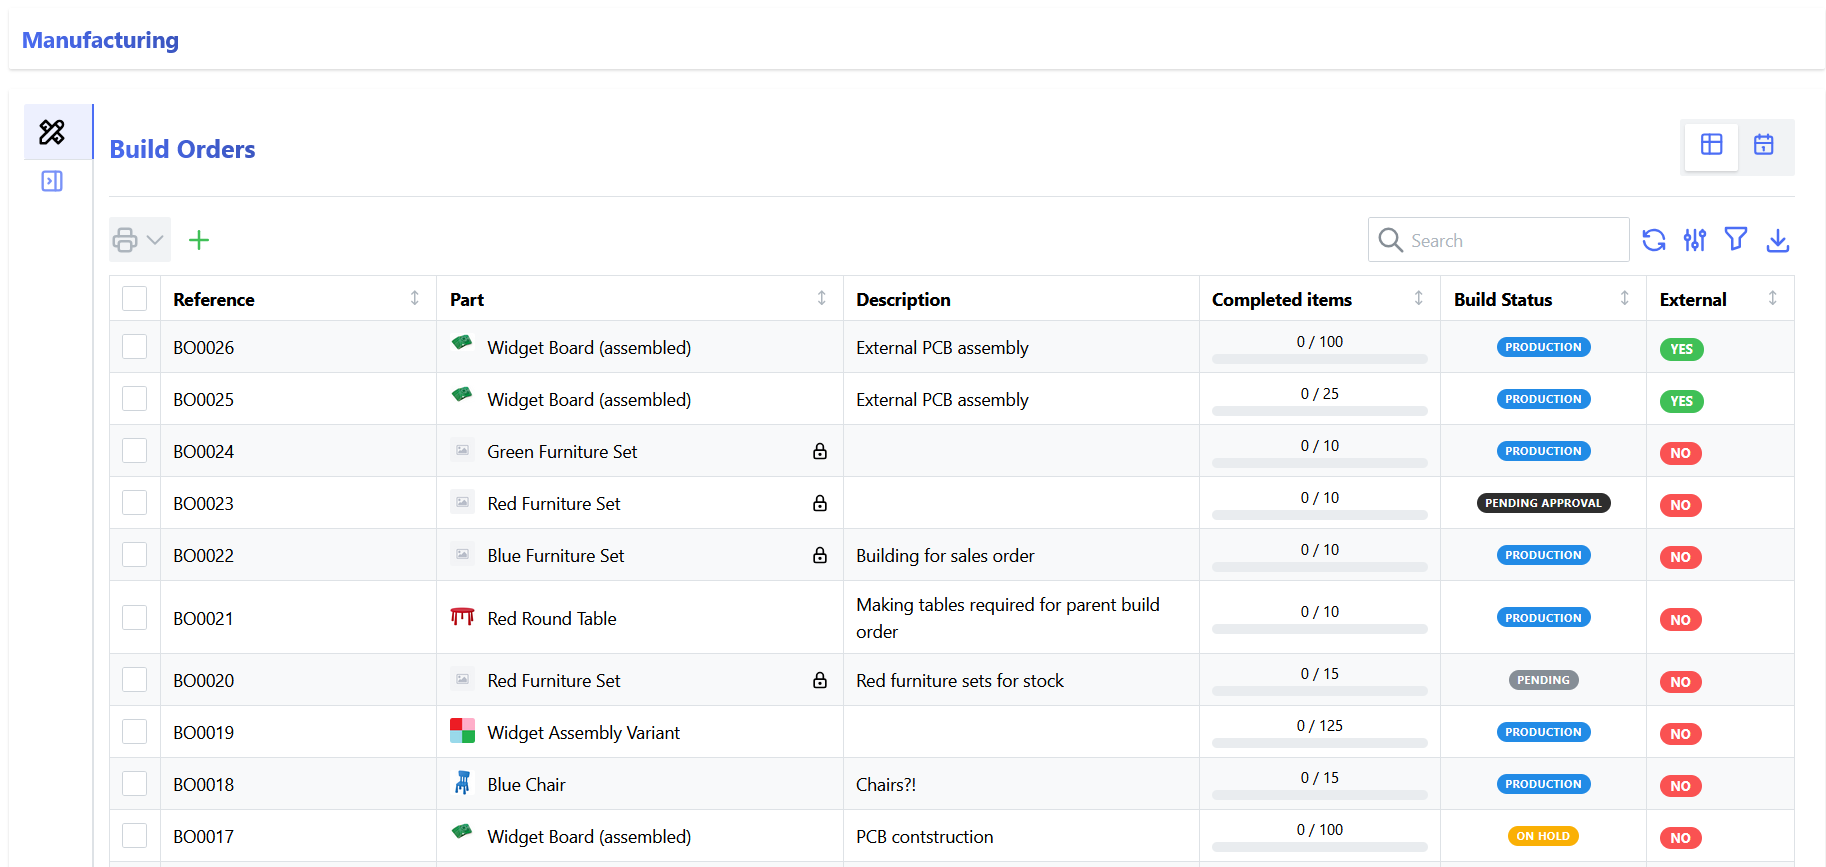 Manufacturing
Build Orders
1
Search
Reference Part Description Completed items Build Status External
BO0026 Widget Board (assembled) External PCB assembly 0 / 100 PRODUCTION YES
BO0025 Widget Board (assembled) External PCB assembly 0 / 25 PRODUCTION YES
BO0024 Green Furniture Set 0 / 10 PRODUCTION NO
BO0023 Red Furniture Set 0 / 10 PENDING APPROVAL NO
BO0022 Blue Furniture Set Building for sales order 0 / 10 PRODUCTION NO
BO0021 Red Round Table Making tables required for parent build
order 0 / 10 PRODUCTION NO
BO0020 Red Furniture Set Red furniture sets for stock 0 / 15 PENDING NO
BO0019 Widget Assembly Variant 0 / 125 PRODUCTION NO
BO0018 Blue Chair Chairs?! 0 / 15 PRODUCTION NO
BO0017 Widget Board (assembled) PCB contstruction 0 / 100 ON HOLD NO